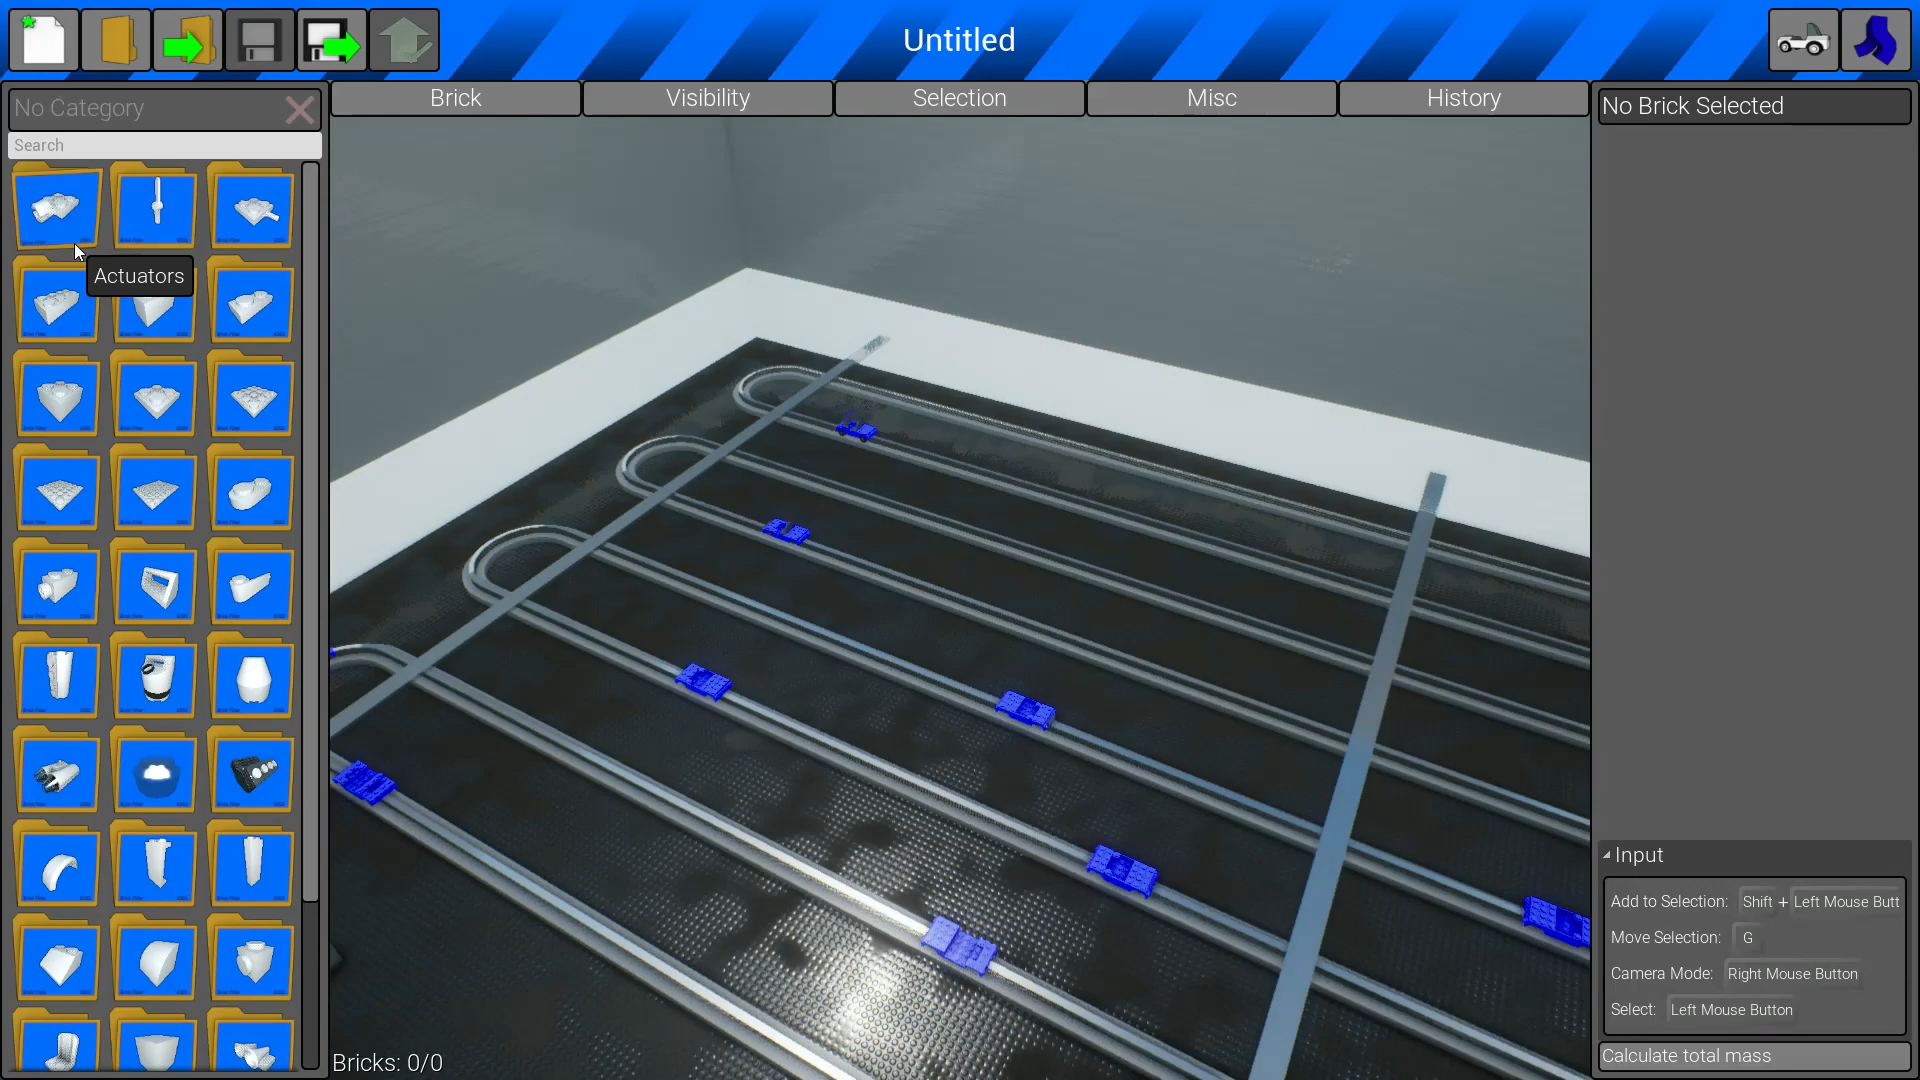 Untitled
No Category
Search
Actuators
Brick
Visibility
Selection
Misc
History
No Brick Selected
Input
Add to Selection: Shift + Left Mouse Butt
Move Selection: G
Camera Mode: Right Mouse Button
Select: Left Mouse Button
Calculate total mass
Bricks: 0/0